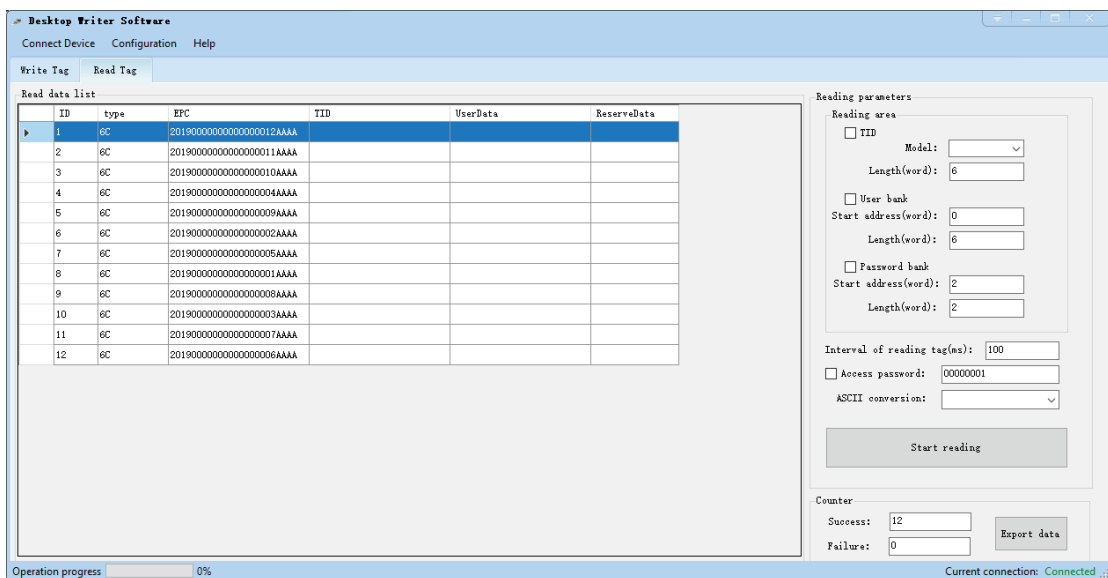 Desktop Writer Software
Connect Device Configuration Help
Write Tag Read Tag
Read data list
ID type EPC TID UserData ReserveData
1 6C 20190000000000000012AAAA
2 6C 20190000000000000011AAAA
3 6C 20190000000000000010AAAA
4 6C 20190000000000000004AAAA
5 6C 20190000000000000009AAAA
6 6C 20190000000000000002AAAA
7 6C 20190000000000000005AAAA
8 6C 20190000000000000001AAAA
9 6C 20190000000000000008AAAA
10 6C 20190000000000000003AAAA
11 6C 20190000000000000007AAAA
12 6C 20190000000000000006AAAA
Reading parameters
Reading area
TID
Model:
Length(word): 6
User bank
Start address(word): 0
Length(word): 6
Password bank
Start address(word): 2
Length(word): 2
Interval of reading tag(ms): 100
Access password: 00000001
ASCII conversion:
Start reading
Counter
Success: 12
Failure: 0
Export data
Operation progress 0% Current connection: Connected